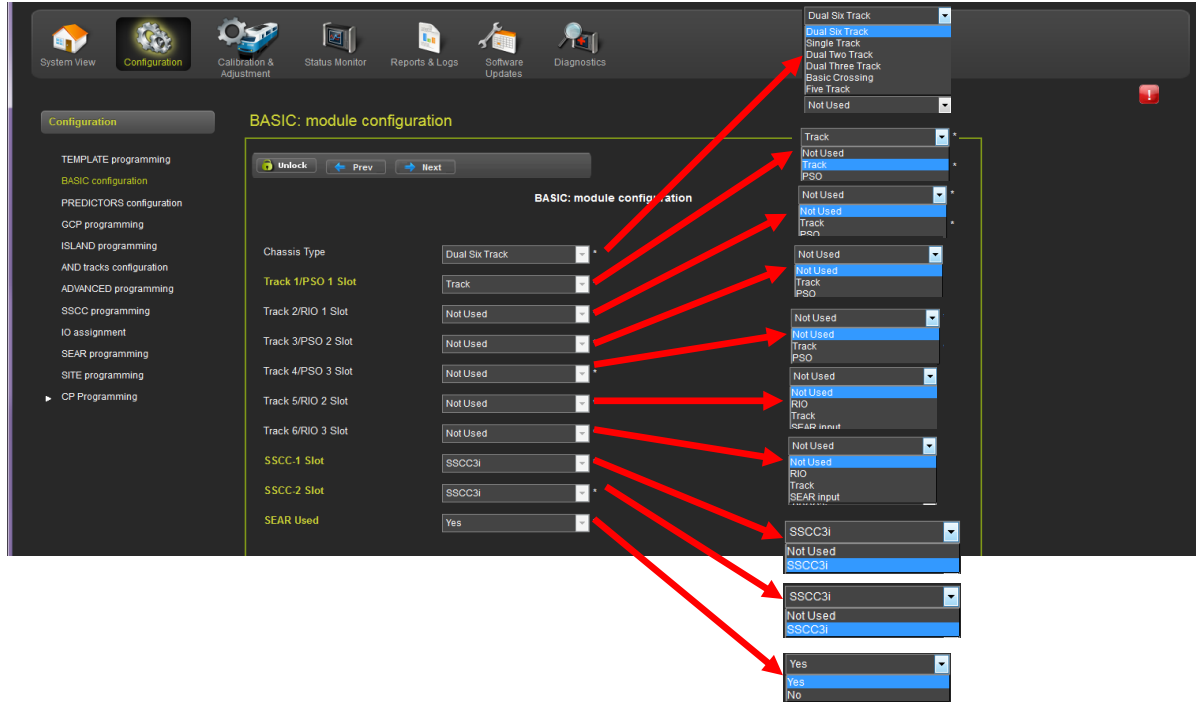 System View
Configuration
Calibration &
Adjustment
Status Monitor
Reports & Logs
Software
Updates
Diagnostics
!
Configuration
TEMPLATE programming
BASIC configuration
PREDICTORS configuration
GCP programming
ISLAND programming
AND tracks configuration
ADVANCED programming
SSCC programming
IO assignment
SEAR programming
SITE programming
CP Programming
BASIC: module configuration
Unlock Prev Next
BASIC: module configuration
Chassis Type Dual Six Track *
Track 1/PSO 1 Slot Track
Track 2/RIO 1 Slot Not Used
Track 3/PSO 2 Slot Not Used
Track 4/PSO 3 Slot Not Used *
Track 5/RIO 2 Slot Not Used
Track 6/RIO 3 Slot Not Used
SSCC-1 Slot SSCC3i
SSCC-2 Slot SSCC3i *
SEAR Used Yes
Dual Six Track
Dual Six Track
Single Track
Dual Two Track
Dual Three Track
Basic Crossing
Five Track
Not Used
Track *
Not Used
Track *
PSO
Not Used *
Not Used
Track *
PSO
Not Used
Not Used
Track
PSO
Not Used
Not Used
Track
PSO
Not Used
Not Used
RIO
Track
SEAR input
Not Used
Not Used
RIO
Track
SEAR input
SSCC3i
Not Used
SSCC3i
SSCC3i
Not Used
SSCC3i
Yes
Yes
No